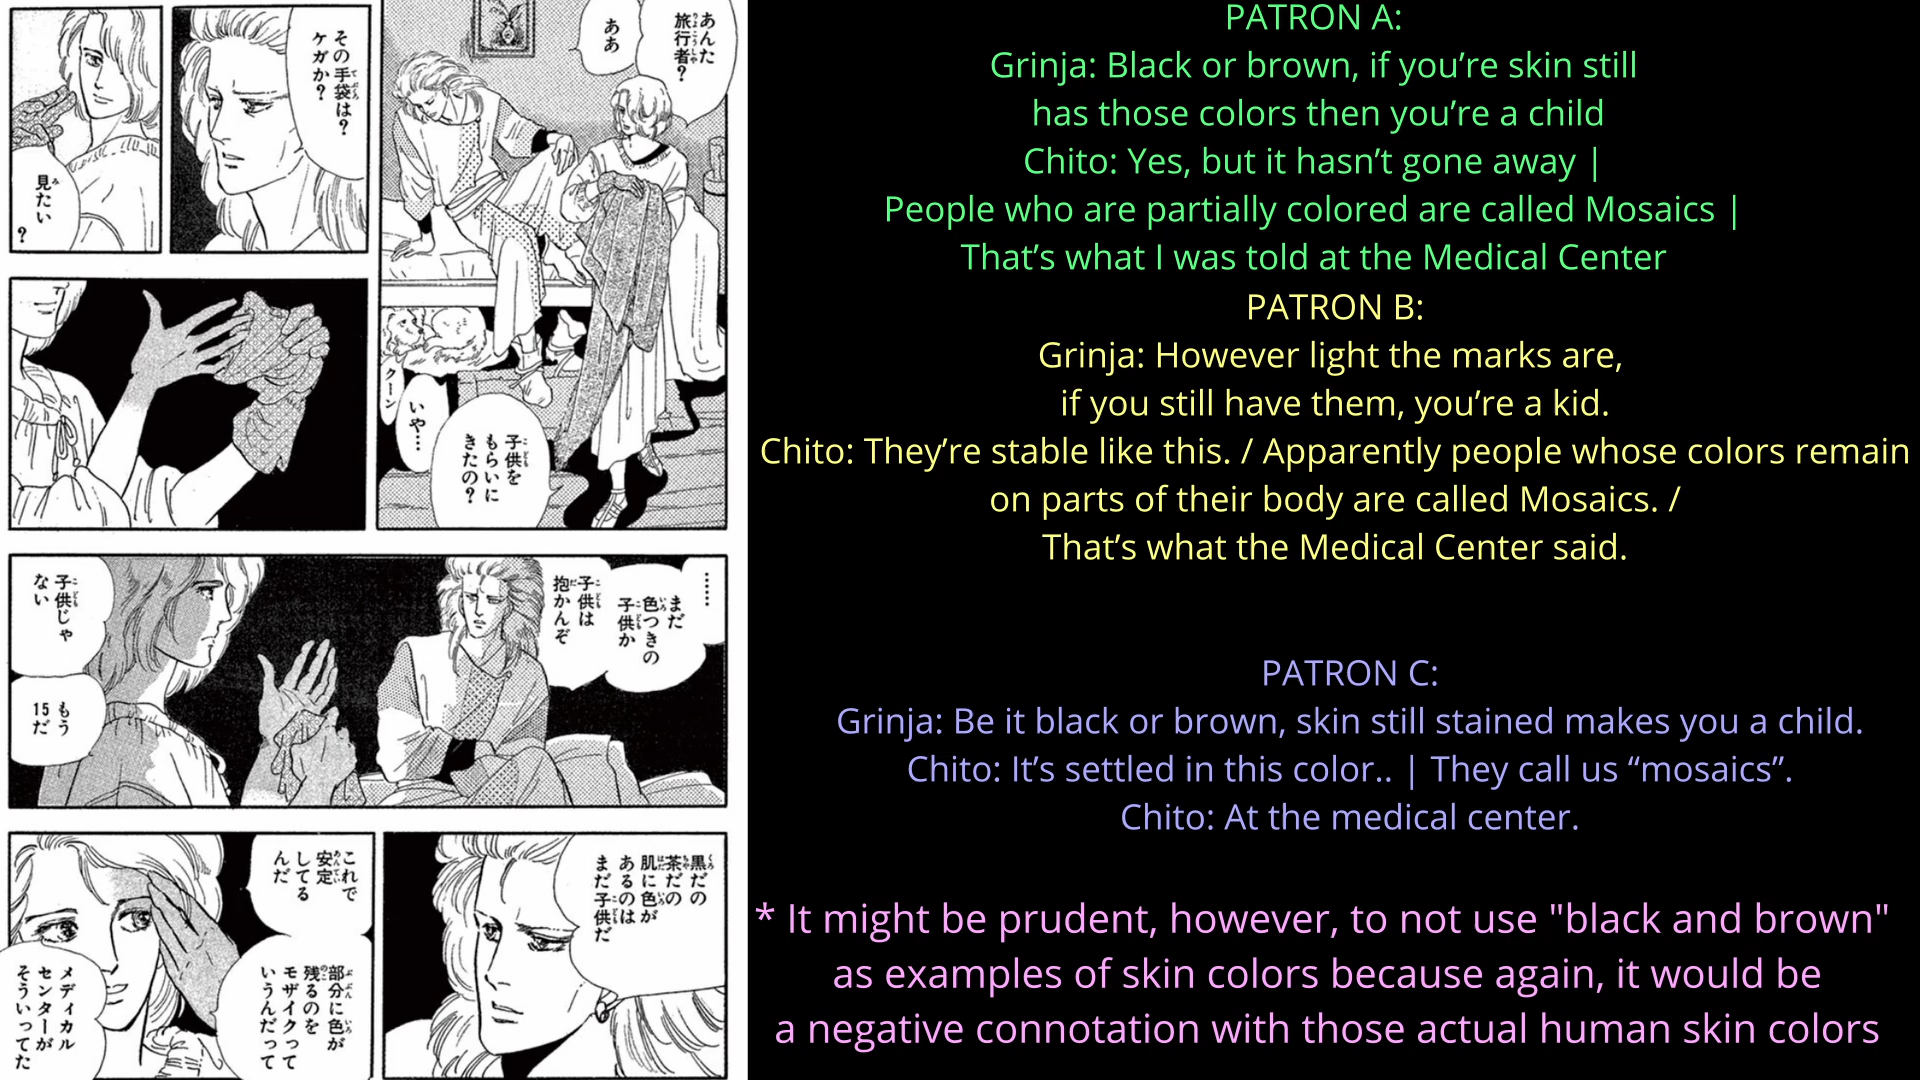 あんた
旅行者？
ああ
その手袋は？
ケガか？
見たい
？
クーン
いや…
子供を
もらいに
きたの？
……
まだ
色つきの
子供か
子供は
抱かんぞ
子供じゃ
ない
もう
15だ
黒だの
茶だの
肌に色が
あるのは
まだ子供だ
これで
安定
してる
んだ
部分に色が
残るのを
モザイクって
いうんだって
メディカル
センターが
そういってた
PATRON A:
Grinja: Black or brown, if you’re skin still
has those colors then you’re a child
Chito: Yes, but it hasn’t gone away |
People who are partially colored are called Mosaics |
That’s what I was told at the Medical Center
PATRON B:
Grinja: However light the marks are,
if you still have them, you’re a kid.
Chito: They’re stable like this. / Apparently people whose colors remain
on parts of their body are called Mosaics. /
That’s what the Medical Center said.
PATRON C:
Grinja: Be it black or brown, skin still stained makes you a child.
Chito: It’s settled in this color.. | They call us “mosaics”.
Chito: At the medical center.
* It might be prudent, however, to not use "black and brown"
as examples of skin colors because again, it would be
a negative connotation with those actual human skin colors